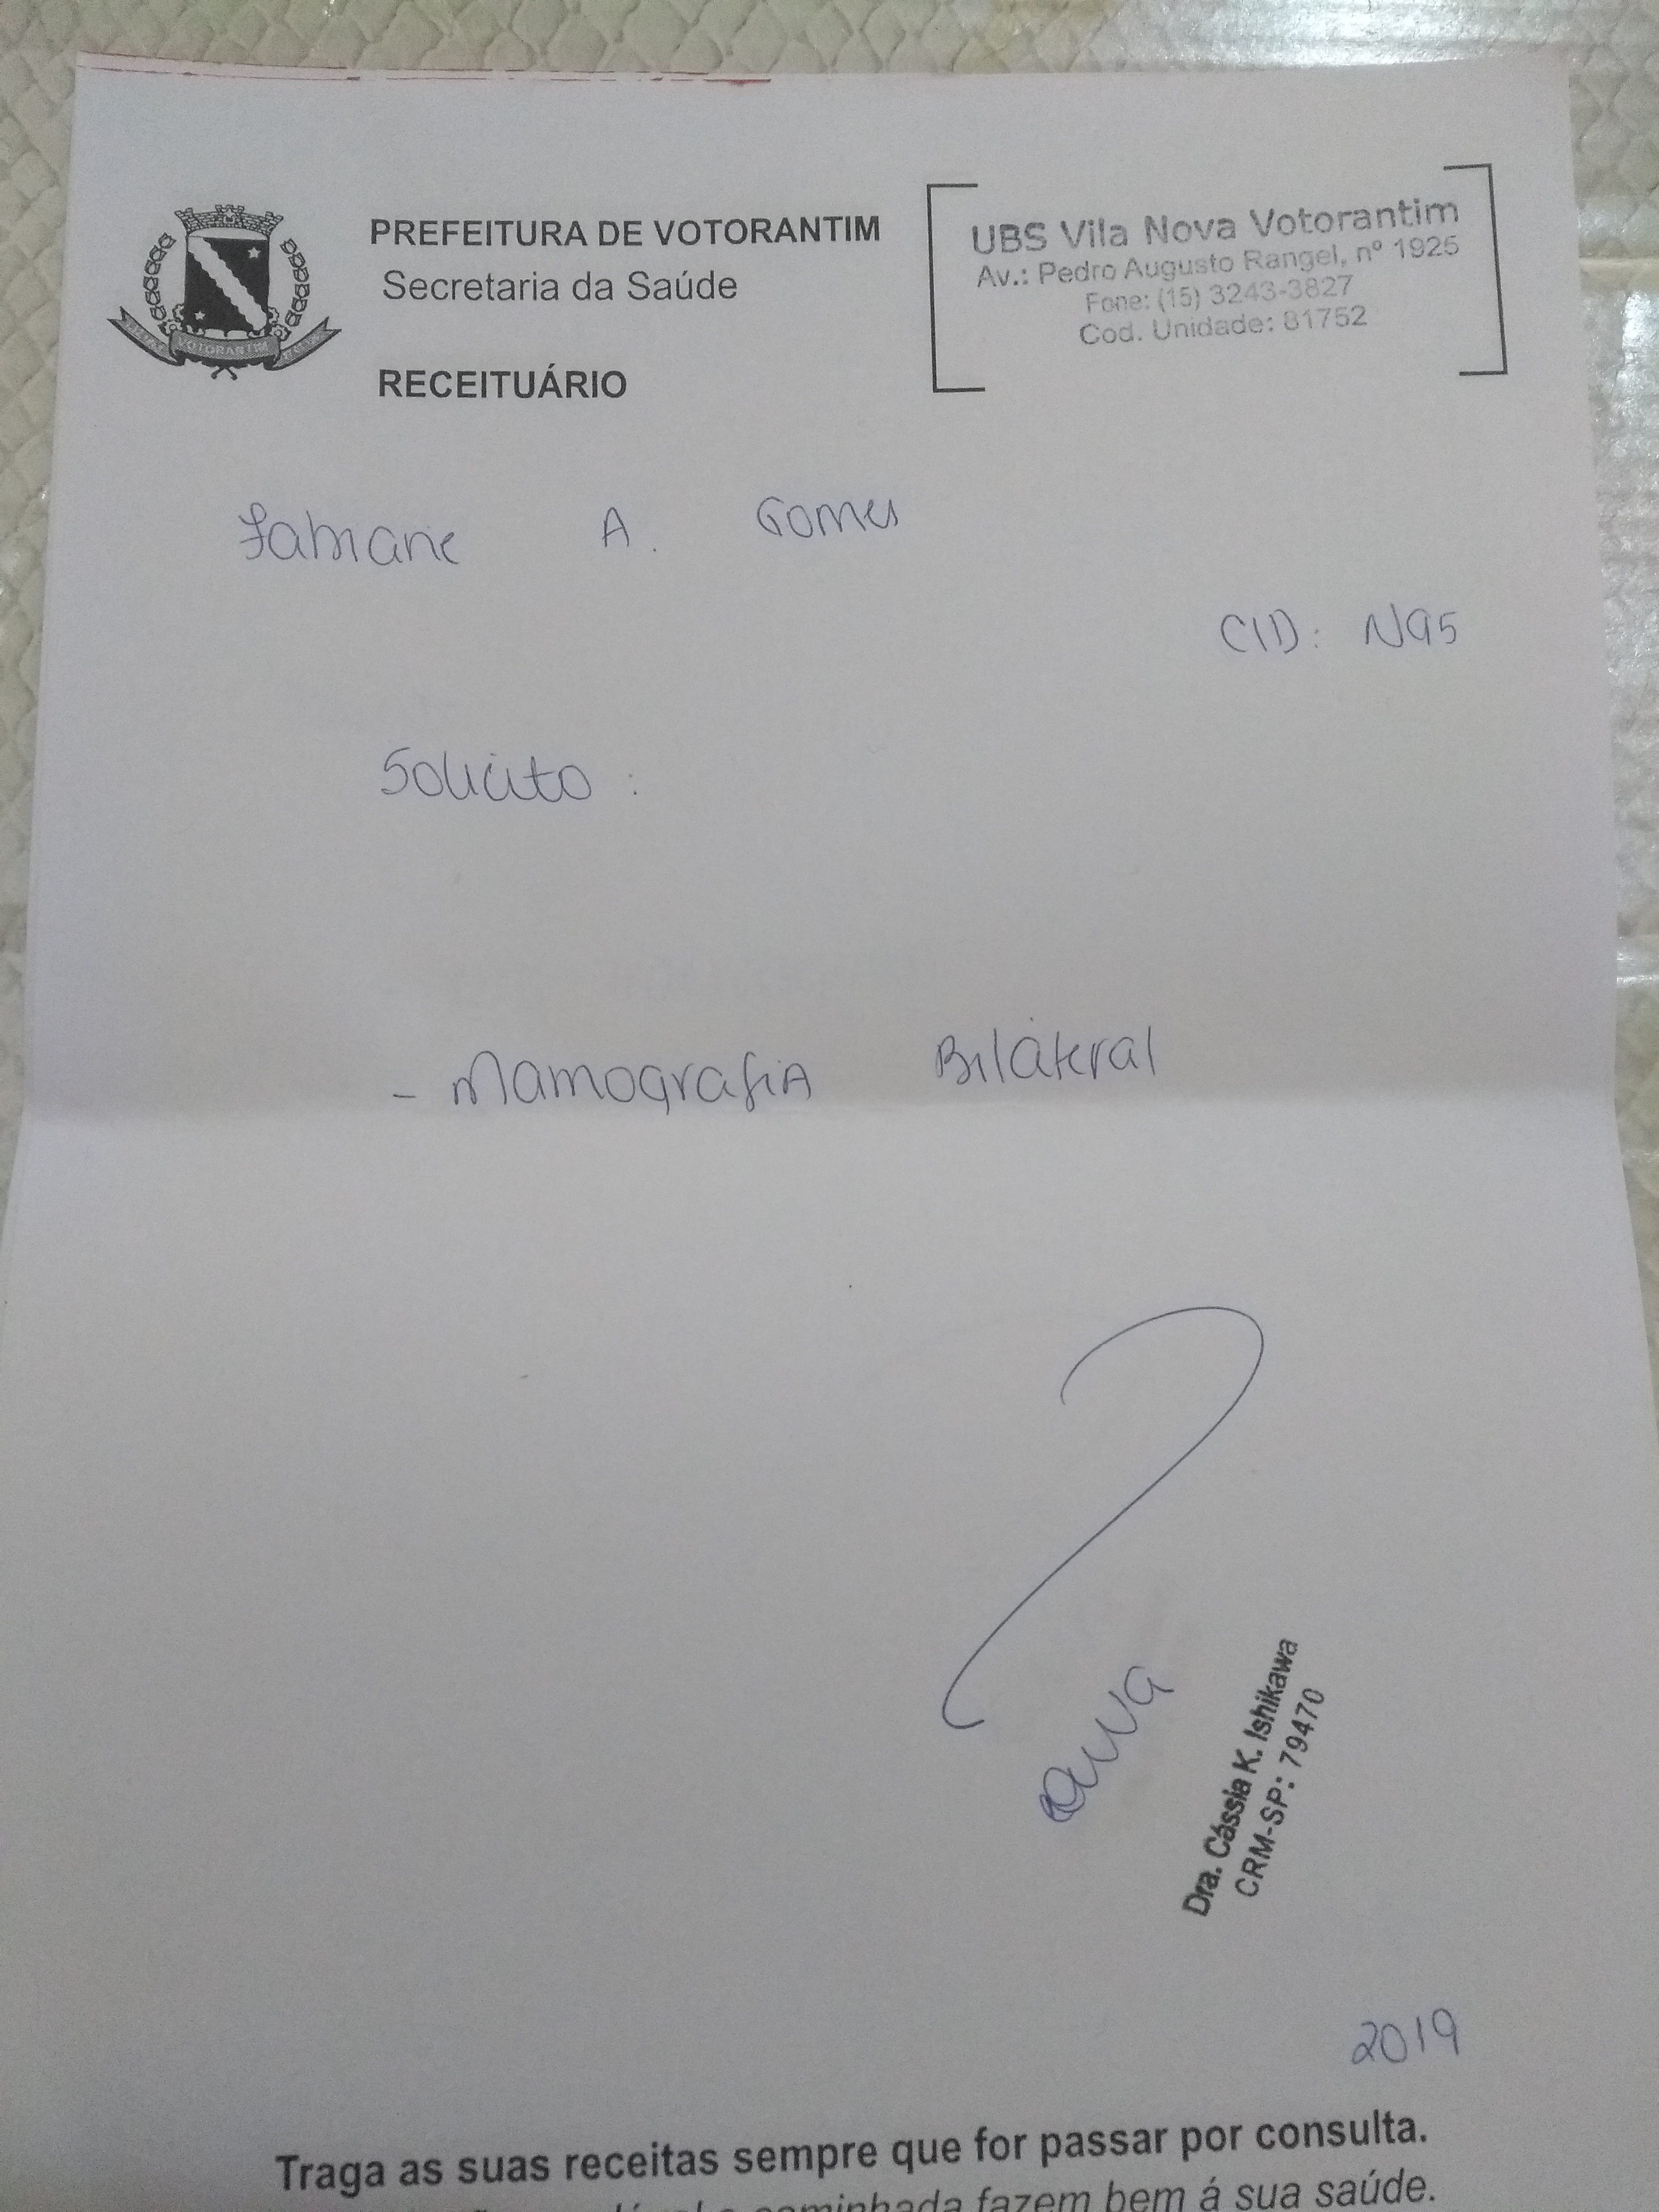 PREFEITURA DE VOTORANTIM
Secretaria da Saúde
RECEITUÁRIO
VOTORANTIM
UBS Vila Nova Votorantim
Av.: Pedro Augusto Rangel, nº 1925
Fone: (15) 3243-3827
Cod. Unidade: 81752
Fabiane A. Gomes
CID: N95
Solicito :
- Mamografia Bilateral
Dra. Cássia K. Ishikawa
CRM-SP: 79470
2019
Traga as suas receitas sempre que for passar por consulta.
caminhada fazem bem á sua saúde.